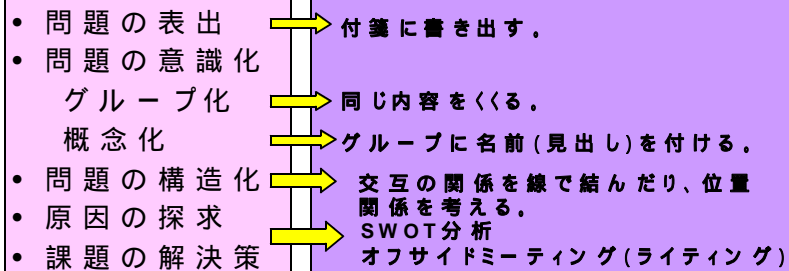 • 問題の表出
付箋に書き出す。
• 問題の意識化
グループ化
同じ内容をくくる。
概念化
グループに名前(見出し)を付ける。
• 問題の構造化
交互の関係を線で結んだり、位置
関係を考える。
• 原因の探求
SWOT分析
• 課題の解決策
オフサイドミーティング(ライティング)